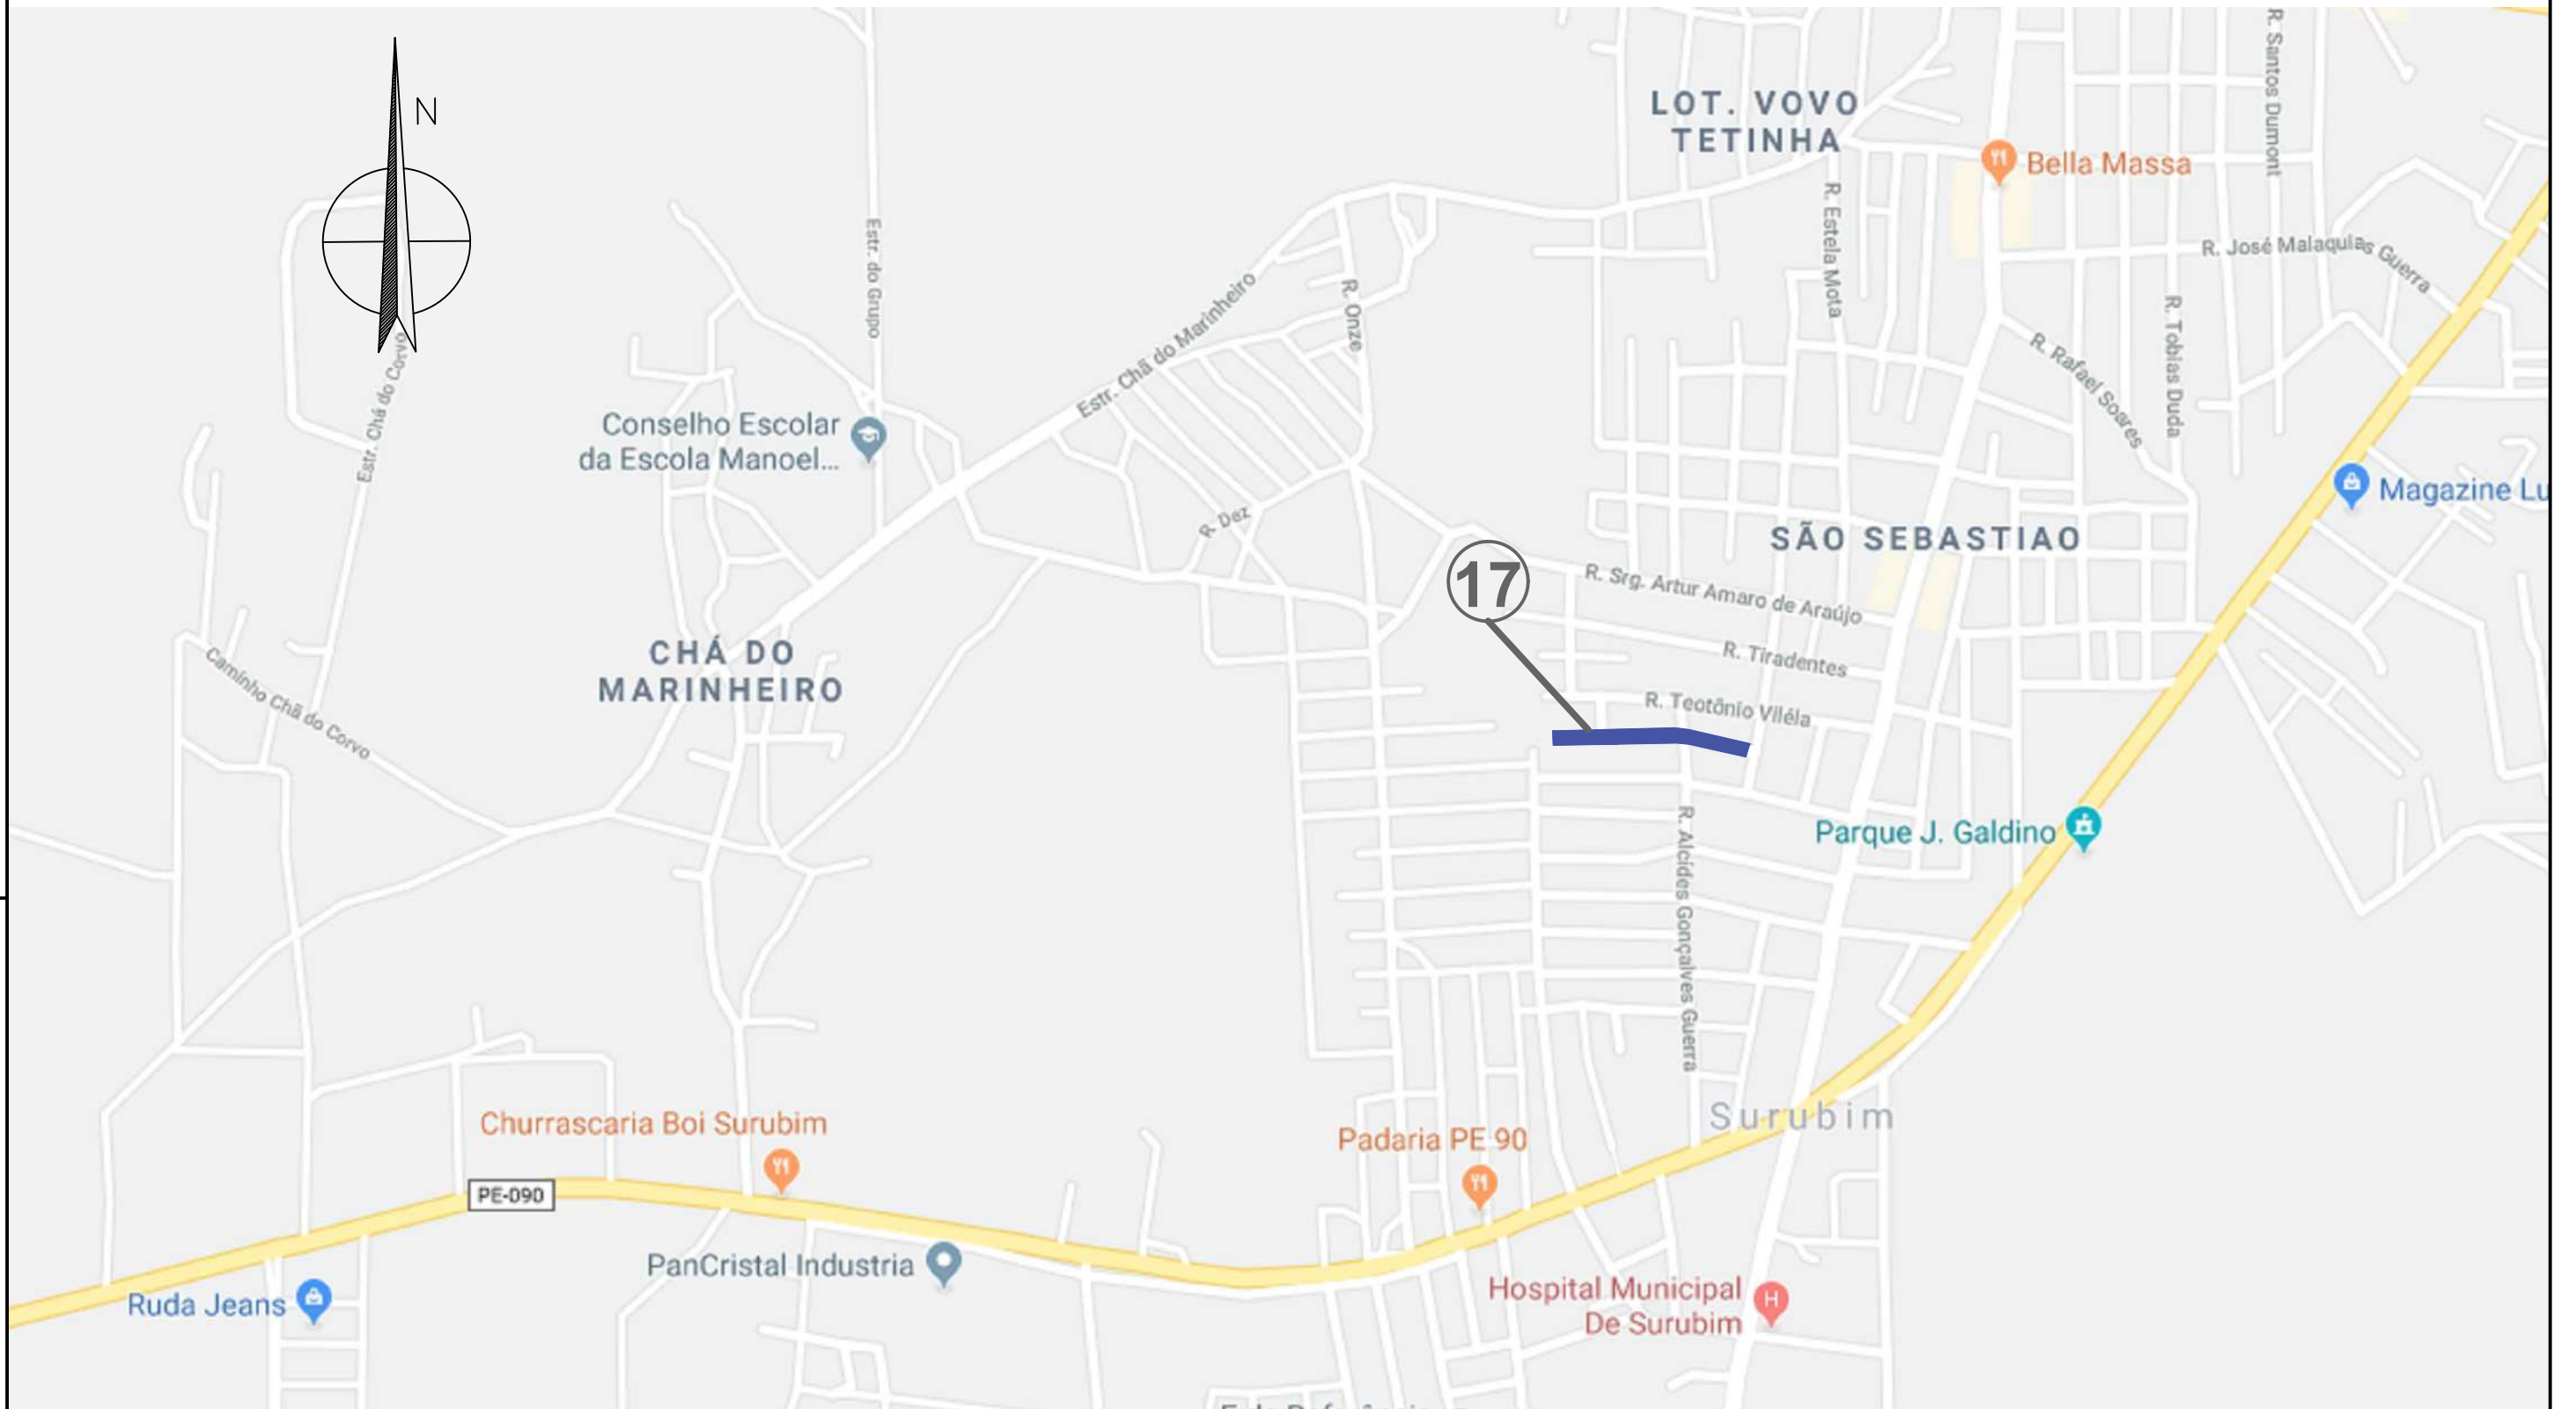 N
R. Santos Dumont
LOT. VOVO
TETINHA
Bella Massa
R. Estela Mota
Estr. do Grupo
R. José Malaquias Guerra
Estr. Chã do Marinheiro
R. Onze
R. Tobias Duda
R. Rafael Soares
Estr. Chá do Corvo
Conselho Escolar
da Escola Manoel...
Magazine Lu
R. Dez
SÃO SEBASTIAO
17
R. Srg. Artur Amaro de Araújo
CHÁ DO
MARINHEIRO
R. Tiradentes
Caminho Chã do Corvo
R. Teotônio Viléla
Parque J. Galdino
R. Alcídes Gonçalves Guerra
Churrascaria Boi Surubim
Surubim
Padaria PE 90
PE-090
PanCristal Industria
Ruda Jeans
Hospital Municipal
De Surubim